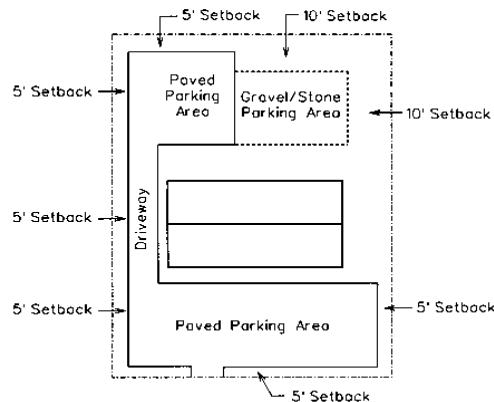 5' Setback
10' Setback
5' Setback
Paved
Parking
Area
Gravel/Stone
Parking Area
10' Setback
Driveway
5' Setback
5' Setback
5' Setback
Paved Parking Area
5' Setback